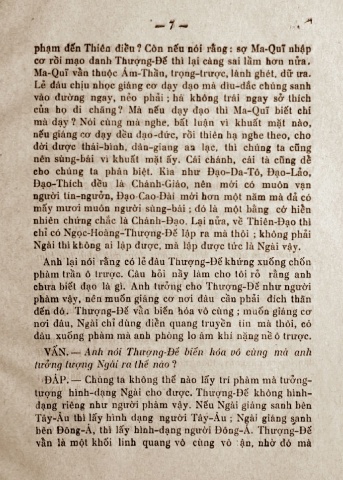 — 7 —
phạm đến Thiên điều ? Còn nếu nói rằng : sợ Ma-Quĩ nhập
cơ rồi mạo danh Thượng-Đế thì lại càng sai lầm hơn nữa.
Ma-Quĩ vẫn thuộc Âm-Thần, trọng-trược, lánh ghét, dữ ưa.
Lẽ đâu chịu nhục giáng cơ dạy đạo mà dìu-dắc chúng sanh
vào đường ngay, nẻo phải ; há không trái ngay sở thích
của họ đi chăng ? Mà nếu dạy đạo thì Ma-Quĩ biết chi
mà dạy ? Nói cùng mà nghe, bất luận vì khuất mặt nào,
nếu giáng cơ dạy đều đạo-đức, rồi thiên hạ nghe theo, cho
đời được thái-bình, dân-giang aạ lạc, thì chúng ta cũng
nên sùng-bái vì khuất mặt ấy. Cái chánh, cái tà cũng dễ
cho chúng ta phân biệt. Kìa như Đạo-Da-Tô, Đạo-Lảo,
Đạo-Thích đều là Chánh-Giáo, nên mới có muôn vạn
người tín-ngưởn, Đạo Cao-Đài mới hơn một năm mà đã có
mấy mươi muôn người sùng-bái ; đó là một bằng cớ hiển
nhiên chứng chắc là Chánh-Đạo. Lại nữa, về Thiên-Đạo thì
chỉ có Ngọc-Hoàng-Thượng-Đế lập ra mà thôi ; không phải
Ngài thì không ai lập được, mà lập được tức là Ngài vậy.
Anh lại nói rằng có lẽ đâu Thượng-Đế khứng xuống chốn
phàm trần ô trược. Câu hỏi nầy làm cho tôi rõ rằng anh
chưa biết đạo là gì. Anh tưởng cho Thượng-Đế như người
phàm vậy, nên muốn giáng cơ nơi đâu cần phải đích thân
đến đó. Thượng-Đế vẫn biến hóa vô cùng ; muốn giáng cơ
nơi đâu, Ngài chỉ dùng điển quang truyền tin mà thôi, có
đâu xuống phàm mà anh phòng lo âm khí nặng nề ô trược.
VẤN.— Anh nói Thượng-Đế biến hóa vô cùng mà anh
tưởng tượng Ngài ra thế nào ?
ĐÁP.— Chúng ta không thế nào lấy trí phàm mà tưởng-
tượng hình-dạng Ngài cho được. Thượng-Đế không hình-
dạng riêng như người phàm vậy. Nếu Ngài giáng sanh bên
Tây-Âu thì lấy hình dạng người Tây-Âu ; Ngài giáng sanh
bên Đông-Á, thì lấy hình-dạng người Đông-Á. Thượng-Đế
vẫn là một khối linh quang vô cùng vô tận, nhờ đó mà